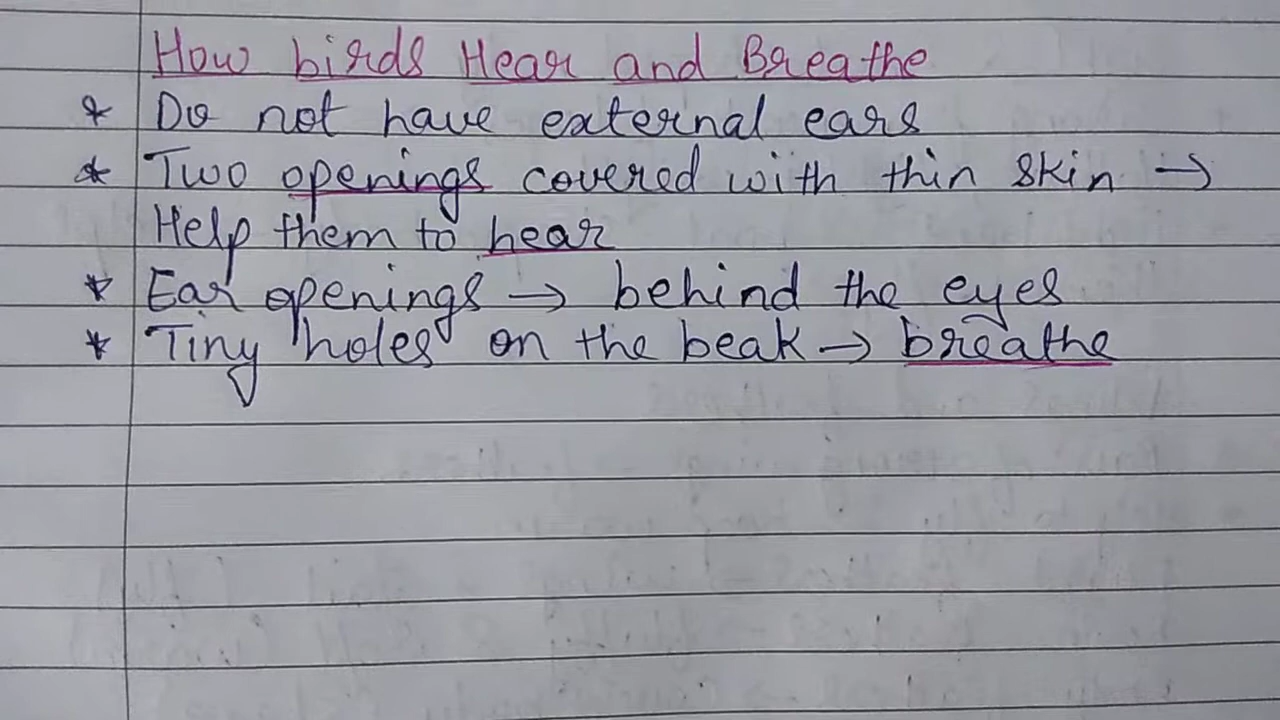 How birds Hear and Breathe
* Do not have external ears
* Two openings covered with thin skin →
Help them to hear
* Ear openings → behind the eyes
* Tiny holes on the beak → breathe